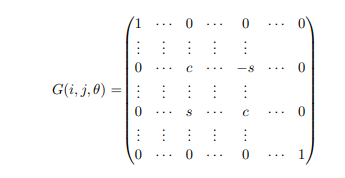 1 ⋯ 0 ⋯ 0 ⋯ 0
⋮ ⋮ ⋮ ⋮ ⋮
0 ⋯ c ⋯ −s ⋯ 0
G(i, j, θ) = ⋮ ⋮ ⋮ ⋮ ⋮
0 ⋯ s ⋯ c ⋯ 0
⋮ ⋮ ⋮ ⋮ ⋮
0 ⋯ 0 ⋯ 0 ⋯ 1